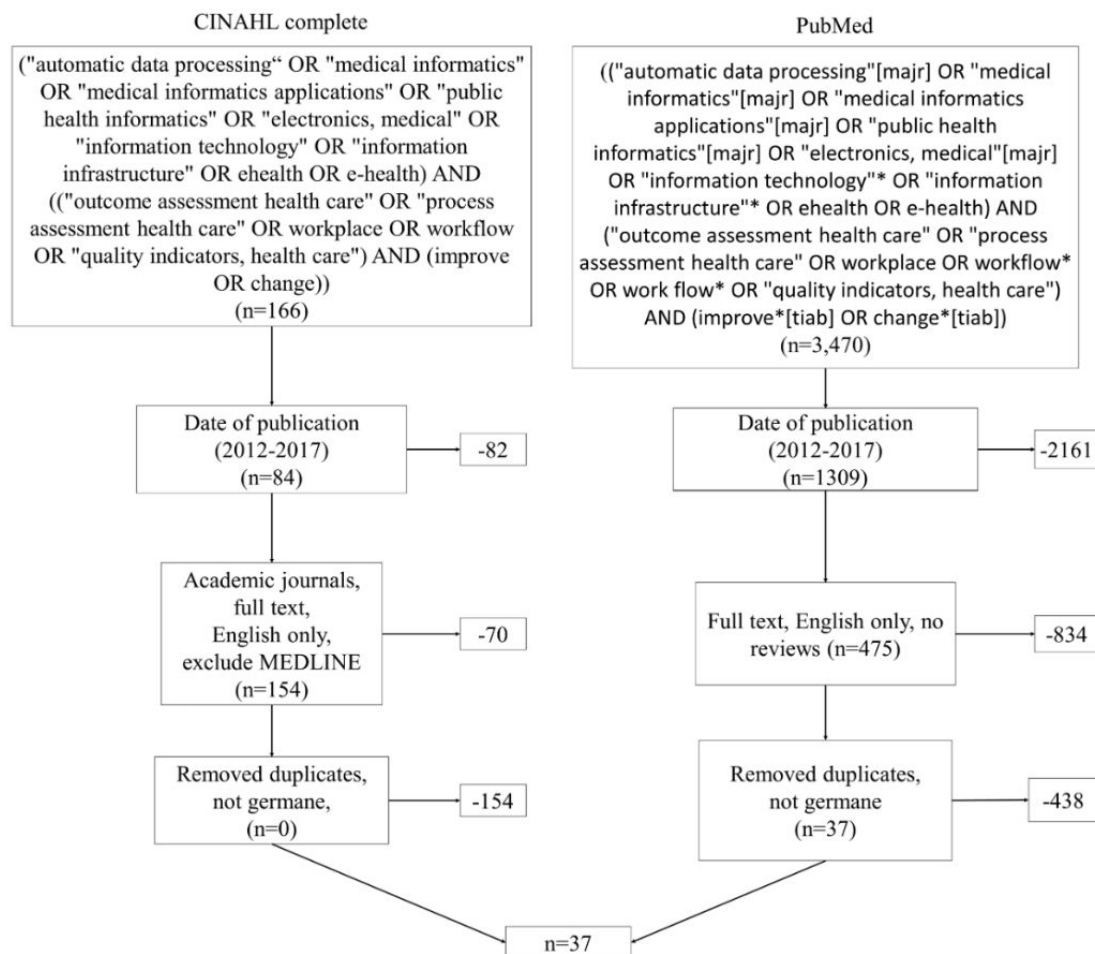 CINAHL complete
("automatic data processing“ OR "medical informatics"
OR "medical informatics applications" OR "public
health informatics" OR "electronics, medical" OR
"information technology" OR "information
infrastructure" OR ehealth OR e-health) AND
(("outcome assessment health care" OR "process
assessment health care" OR workplace OR workflow
OR "quality indicators, health care") AND (improve
OR change))
(n=166)
Date of publication
(2012-2017)
(n=84)
-82
Academic journals,
full text,
English only,
exclude MEDLINE
(n=154)
-70
Removed duplicates,
not germane,
(n=0)
-154
PubMed
(("automatic data processing"[majr] OR "medical
informatics"[majr] OR "medical informatics
applications"[majr] OR "public health
informatics"[majr] OR "electronics, medical"[majr]
OR "information technology"* OR "information
infrastructure"* OR ehealth OR e-health) AND
("outcome assessment health care" OR "process
assessment health care" OR workplace OR workflow*
OR work flow* OR "quality indicators, health care")
AND (improve*[tiab] OR change*[tiab])
(n=3,470)
Date of publication
(2012-2017)
(n=1309)
-2161
Full text, English only, no
reviews (n=475)
-834
Removed duplicates,
not germane
(n=37)
-438
n=37